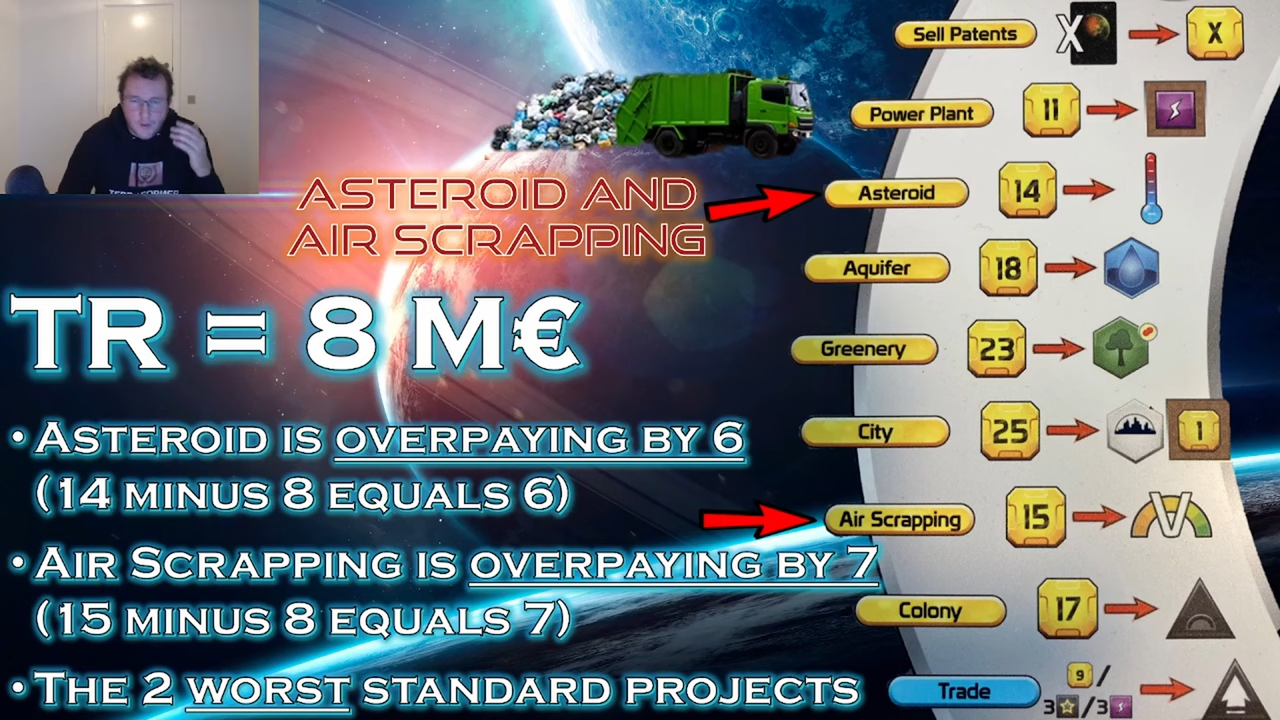 ASTEROID AND
AIR SCRAPPING
TR = 8 M€
• ASTEROID IS OVERPAYING BY 6
(14 MINUS 8 EQUALS 6)
• AIR SCRAPPING IS OVERPAYING BY 7
(15 MINUS 8 EQUALS 7)
• THE 2 WORST STANDARD PROJECTS
Sell Patents X X
Power Plant 11
Asteroid 14
Aquifer 18
Greenery 23
City 25 1
Air Scrapping 15 V
Colony 17
Trade 9 /
3 /3